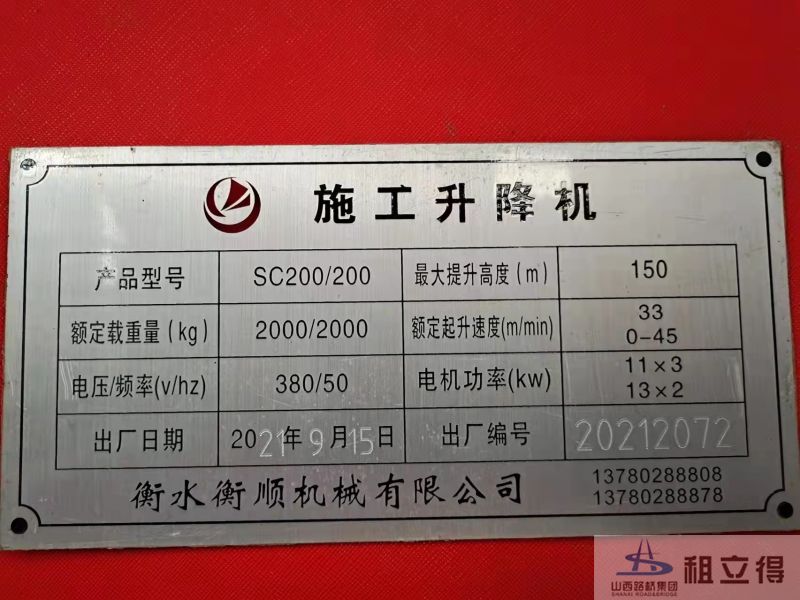 施工升降机
产品型号 SC200/200 最大提升高度(m) 150
额定载重量(kg) 2000/2000 额定起升速度(m/min) 33 0-45
电压/频率(v/hz) 380/50 电机功率(kw) 11×3 13×2
出厂日期 2021年9月15日 出厂编号 20212072
衡水衡顺机械有限公司
13780288808
13780288878
山西路桥集团
SHANXI ROAD&BRIDGE
租立得